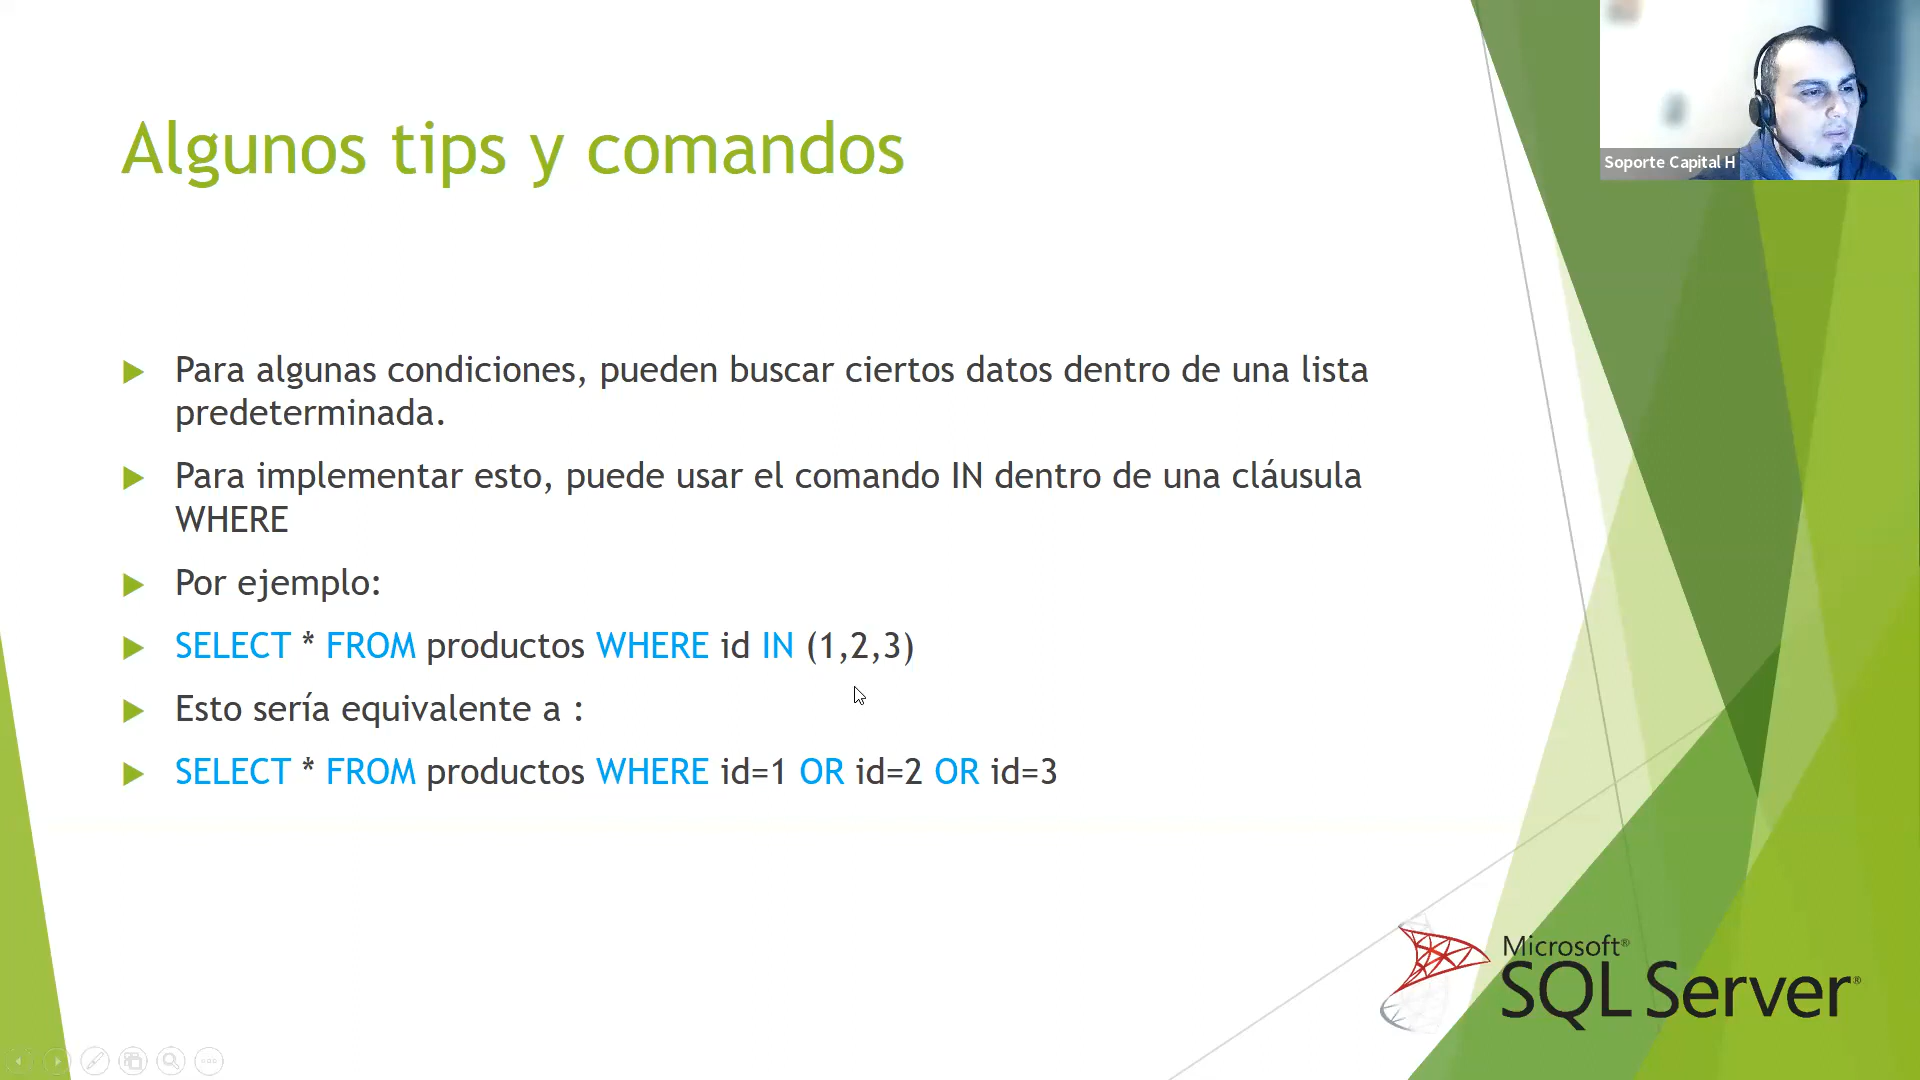 Algunos tips y comandos
Soporte Capital H
Para algunas condiciones, pueden buscar ciertos datos dentro de una lista
predeterminada.
Para implementar esto, puede usar el comando IN dentro de una cláusula
WHERE
Por ejemplo:
SELECT * FROM productos WHERE id IN (1,2,3)
Esto sería equivalente a :
SELECT * FROM productos WHERE id=1 OR id=2 OR id=3
Microsoft®
SQL Server®